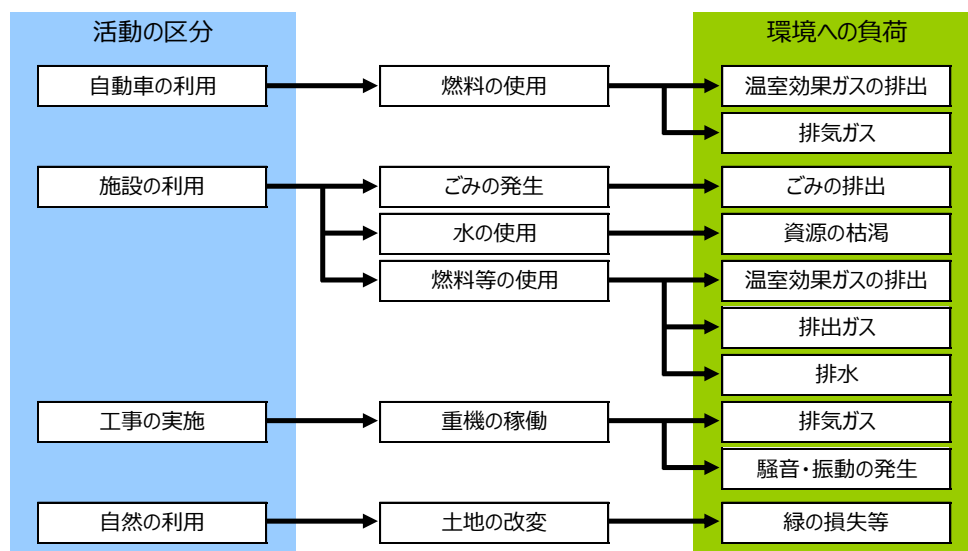 活動の区分
環境への負荷
自動車の利用
燃料の使用
温室効果ガスの排出
排気ガス
施設の利用
ごみの発生
ごみの排出
水の使用
資源の枯渇
燃料等の使用
温室効果ガスの排出
排出ガス
排水
工事の実施
重機の稼働
排気ガス
騒音・振動の発生
自然の利用
土地の改変
緑の損失等